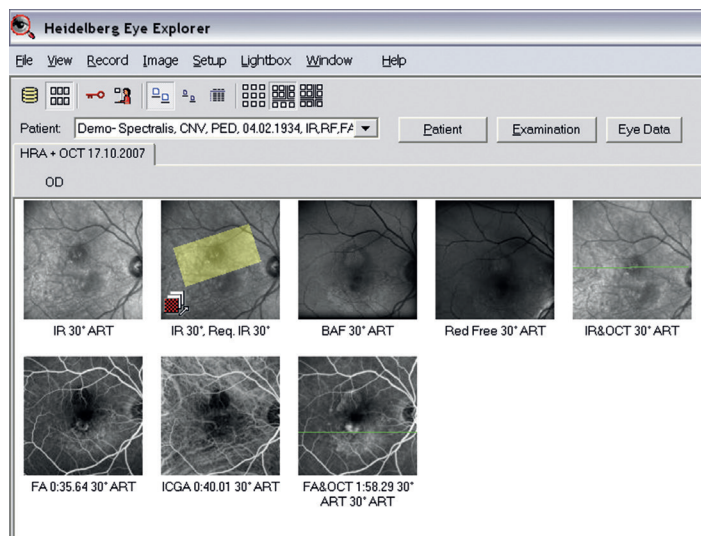 Heidelberg Eye Explorer
File View Record Image Setup Lightbox Window Help
Patient: Demo- Spectralis, CNV, PED, 04.02.1934, IR,RF,FA Patient Examination Eye Data
HRA + OCT 17.10.2007
OD
IR 30° ART IR 30°, Req. IR 30° BAF 30° ART Red Free 30° ART IR&OCT 30° ART
FA 0:35.64 30° ART ICGA 0:40.01 30° ART FA&OCT 1:58.29 30°
ART 30° ART